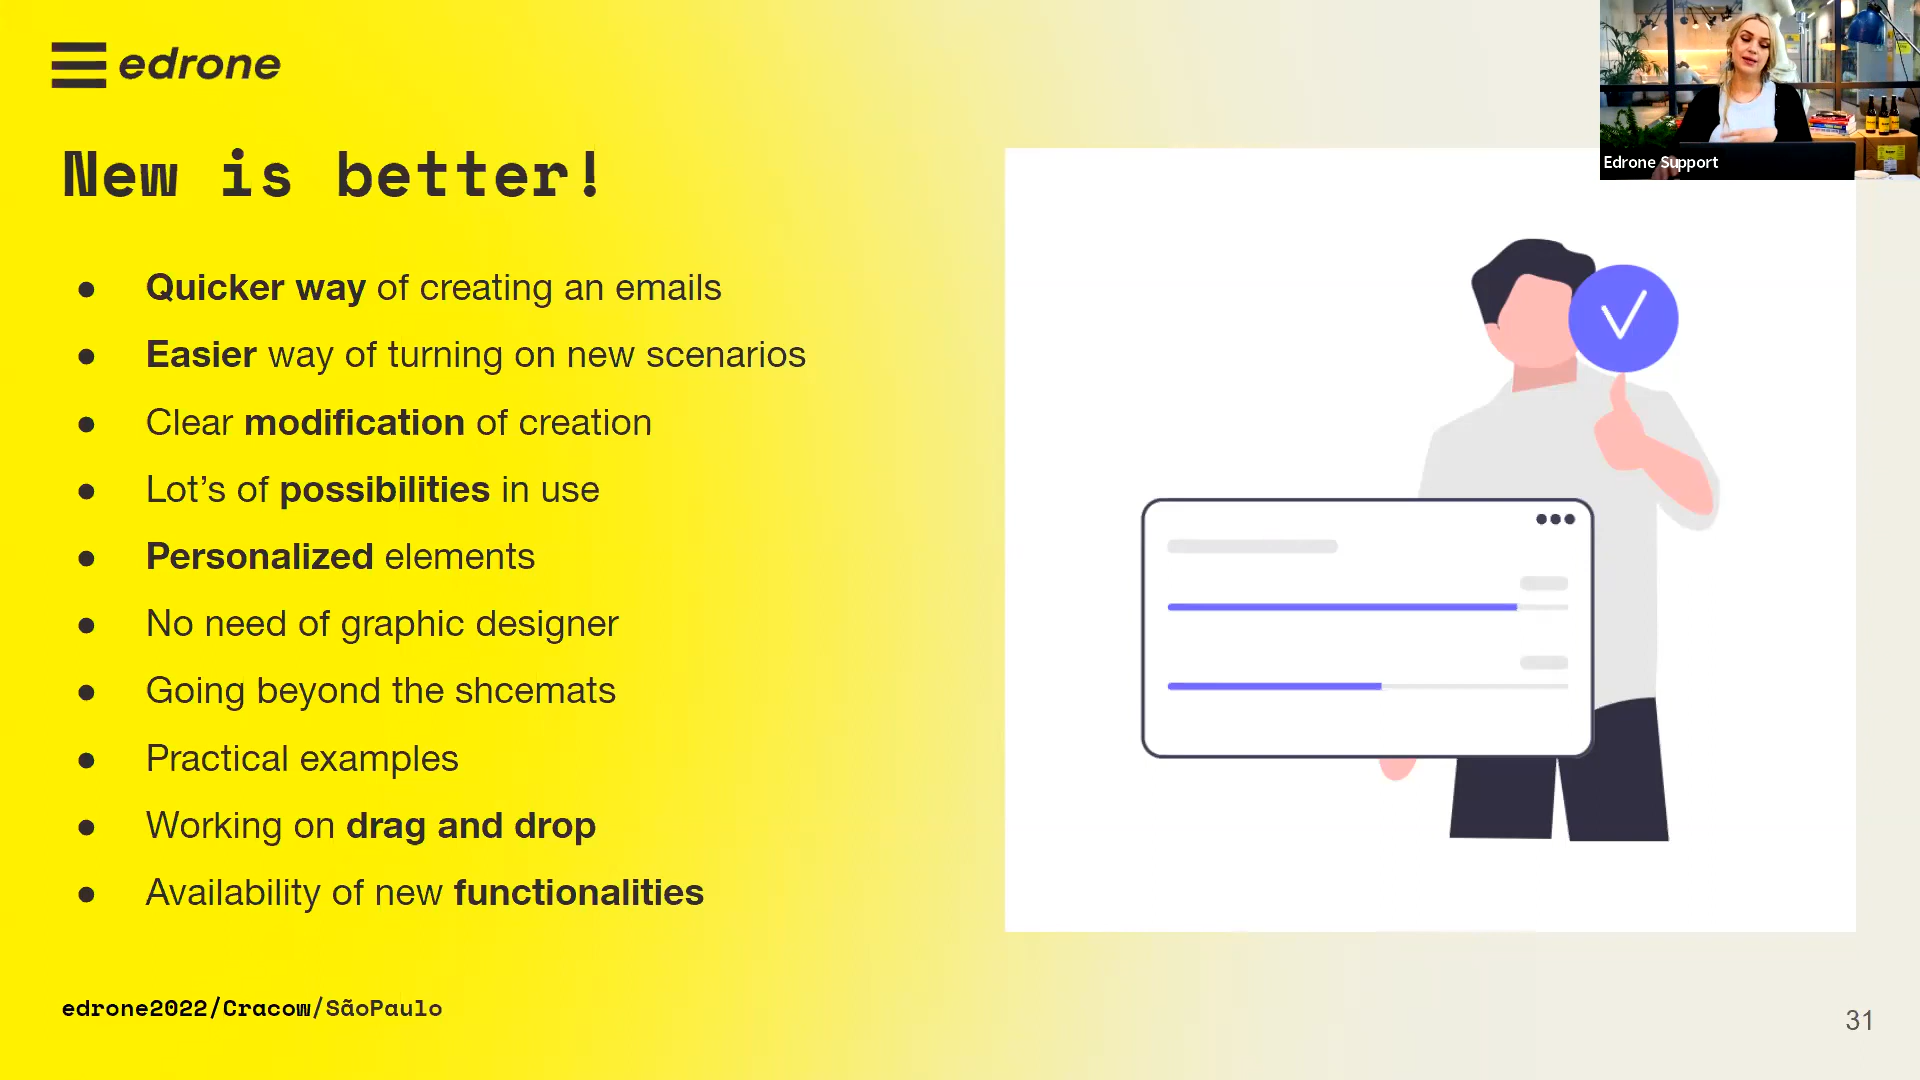 edrone
New is better!
● Quicker way of creating an emails
● Easier way of turning on new scenarios
● Clear modification of creation
● Lot's of possibilities in use
● Personalized elements
● No need of graphic designer
● Going beyond the shcemats
● Practical examples
● Working on drag and drop
● Availability of new functionalities
edrone2022/Cracow/SãoPaulo
31
Edrone Support